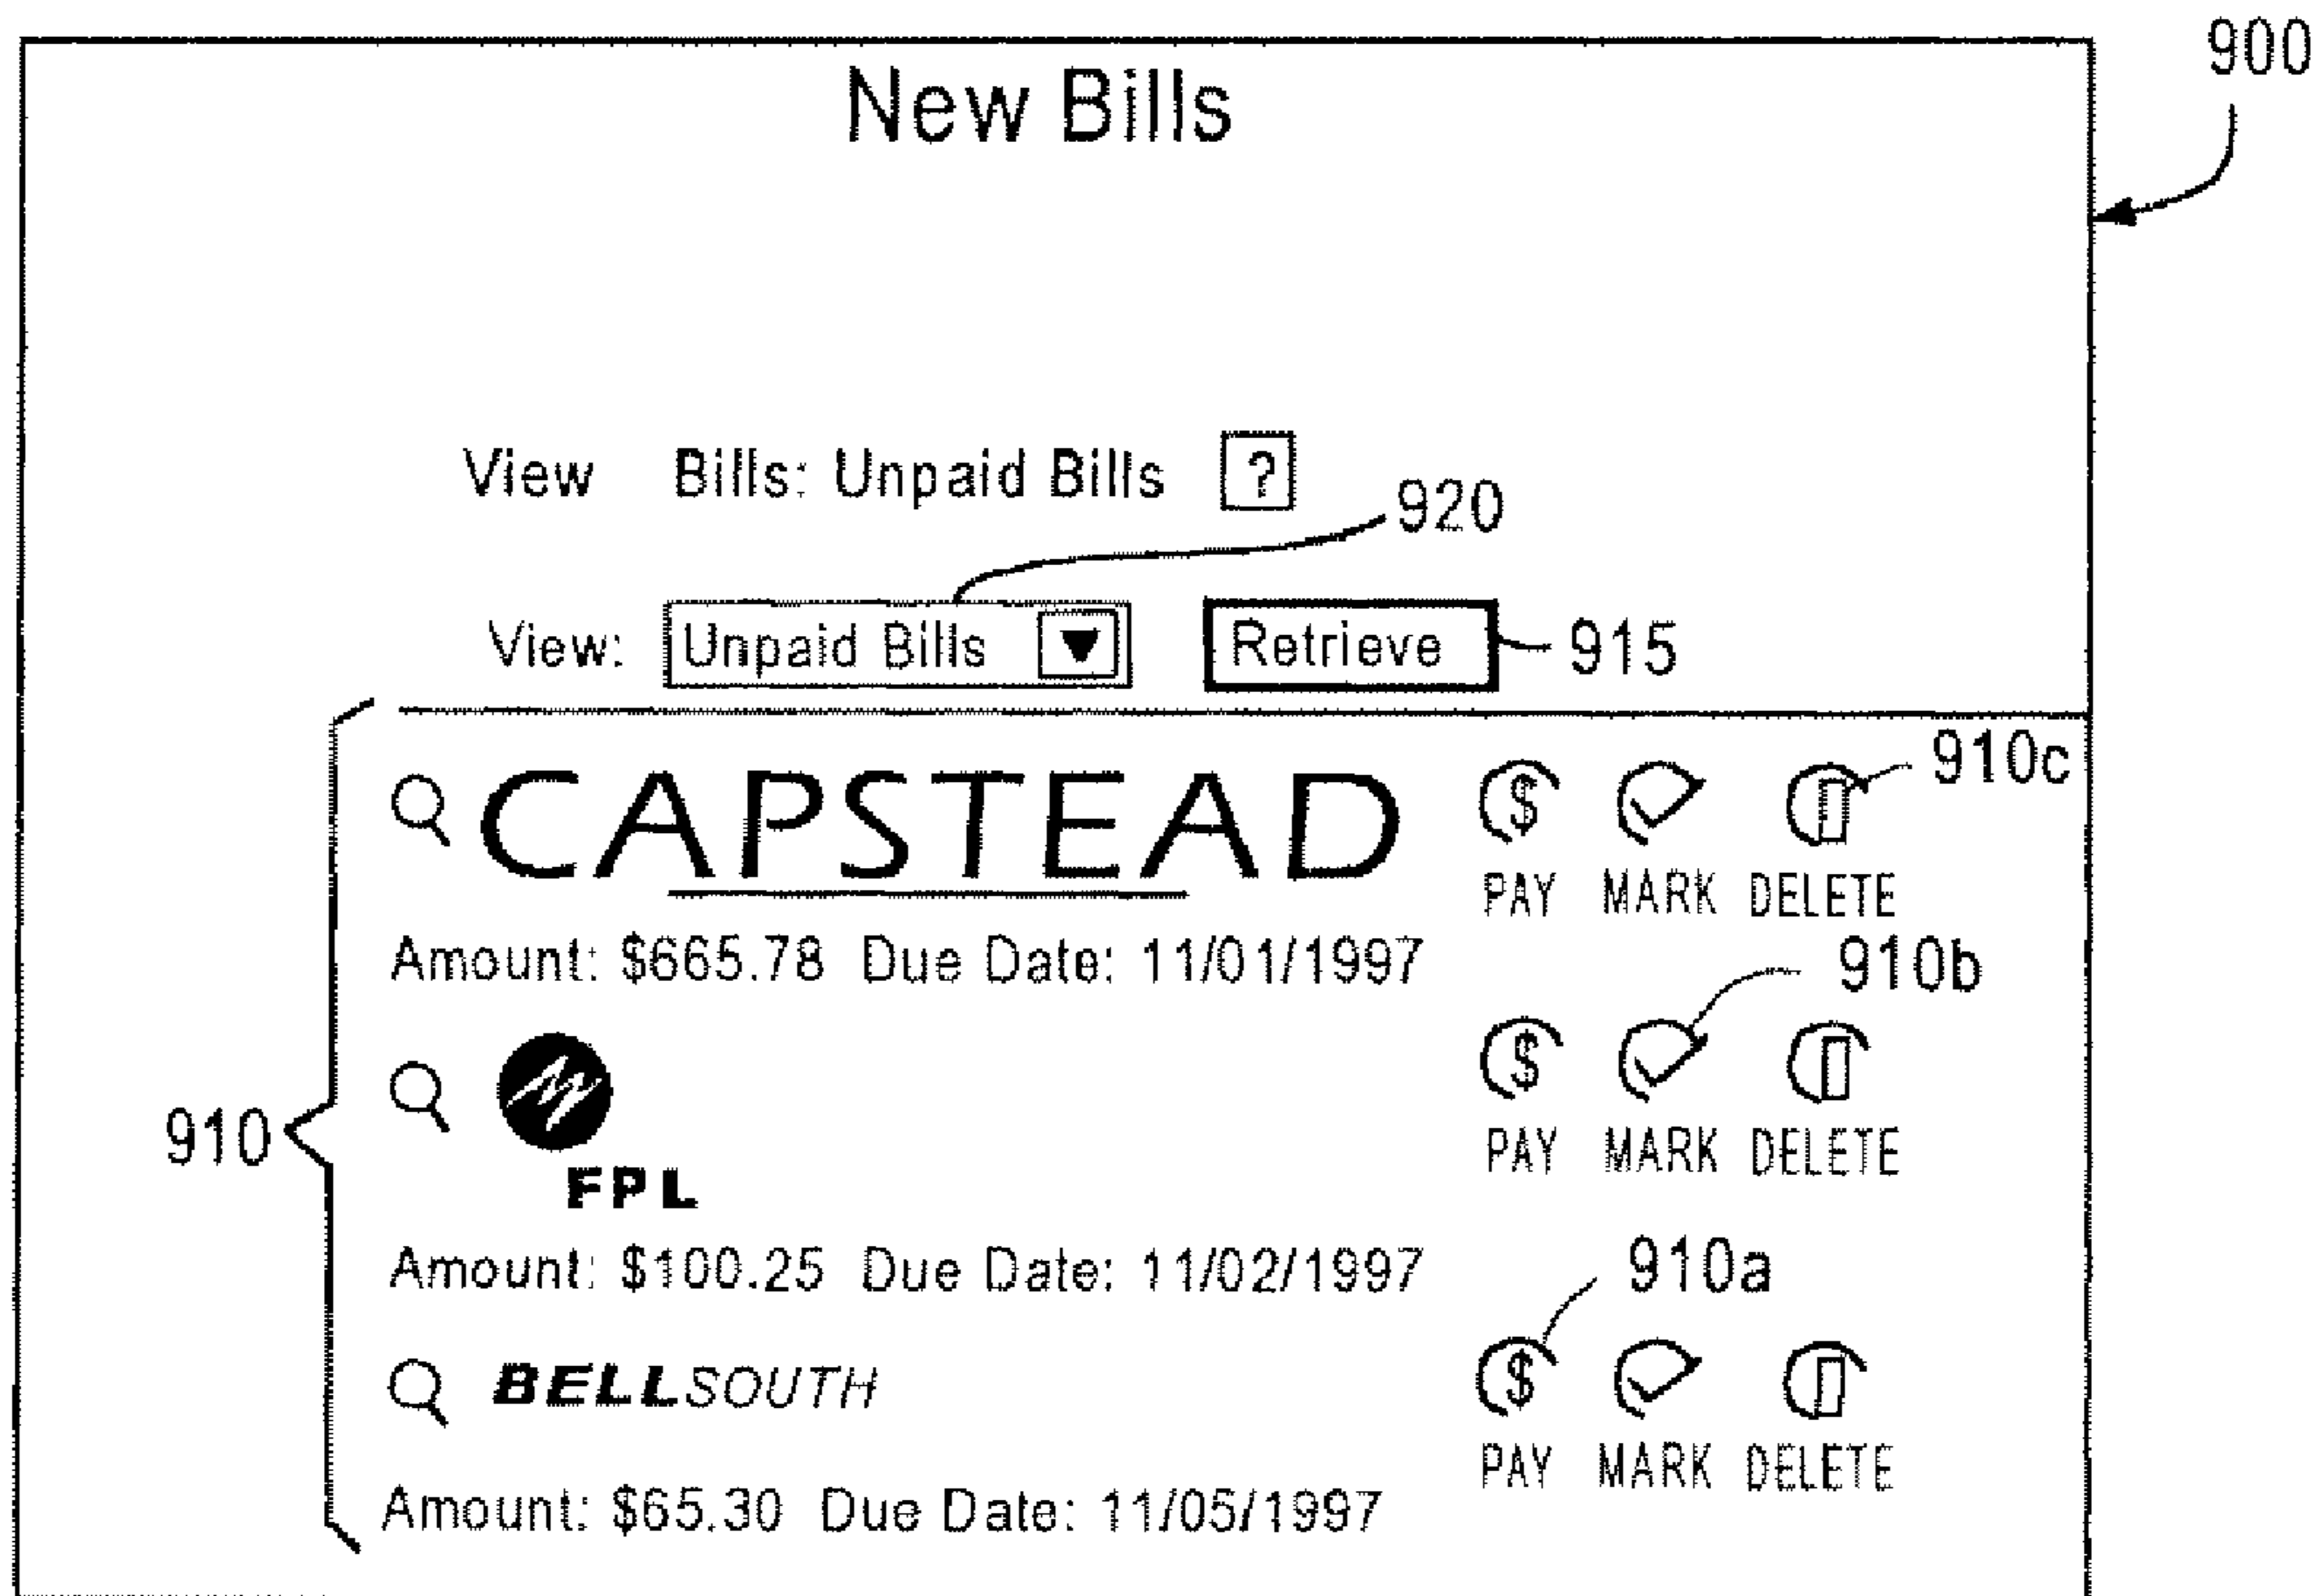 900
New Bills
View Bills: Unpaid Bills ?
920
View: Unpaid Bills Retrieve 915
910c
CAPSTEAD $
PAY MARK DELETE
Amount: $665.78 Due Date: 11/01/1997
910b
$
910
PAY MARK DELETE
FPL
Amount: $100.25 Due Date: 11/02/1997
910a
BELLSOUTH $
PAY MARK DELETE
Amount: $65.30 Due Date: 11/05/1997